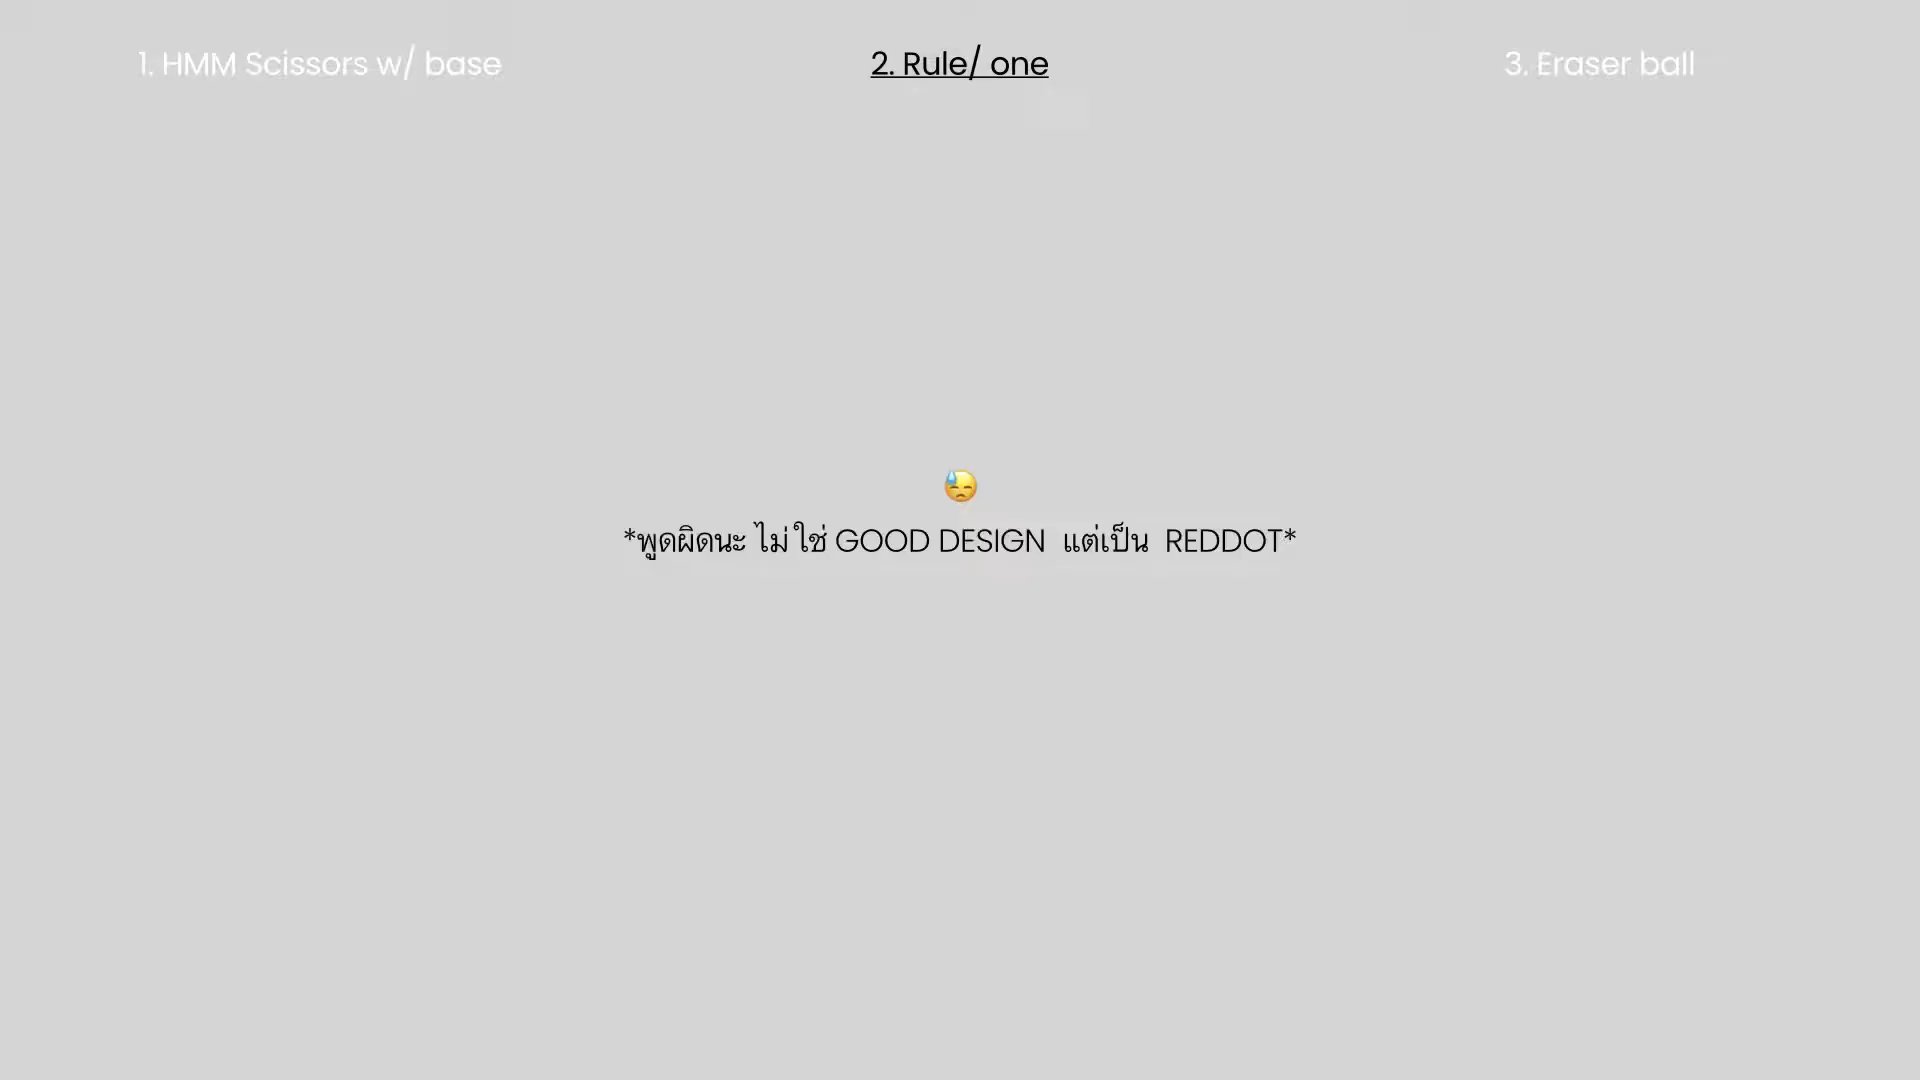 1. HMM Scissors w/ base
2. Rule/ one
3. Eraser ball
😓
*พูดผิดนะ ไม่ใช่ GOOD DESIGN แต่เป็น REDDOT*